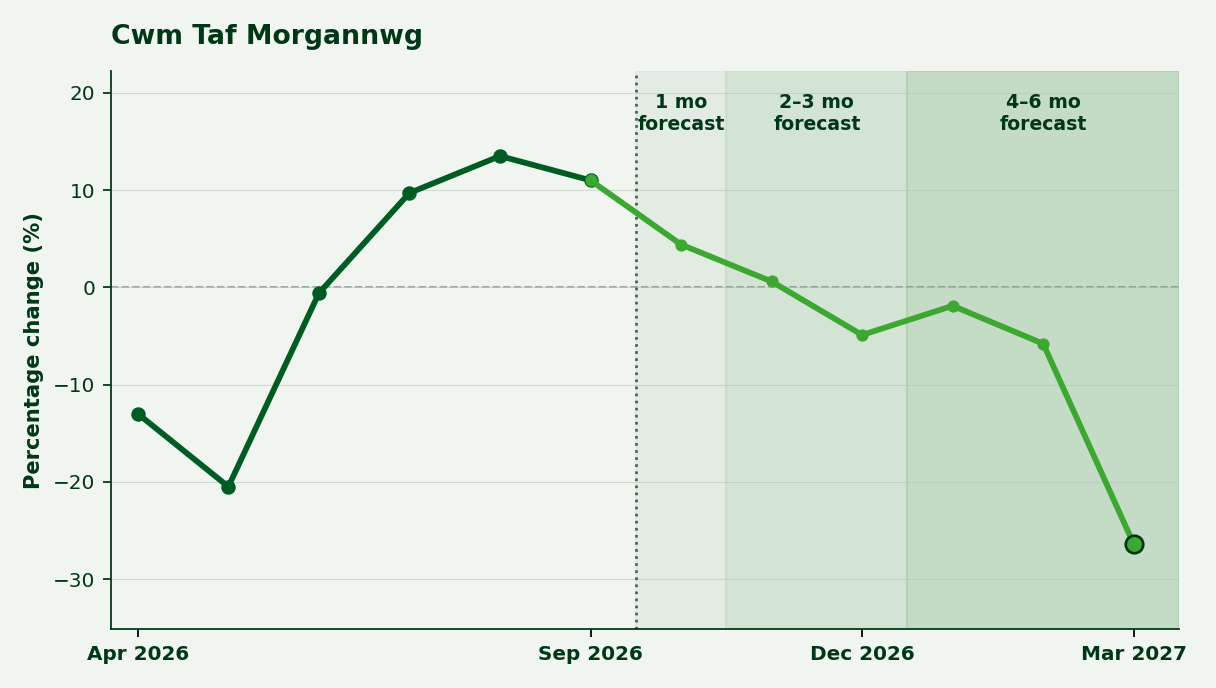 Cwm Taf Morgannwg
Percentage change (%)
20
10
0
−10
−20
−30
1 mo
forecast
2–3 mo
forecast
4–6 mo
forecast
Apr 2026
Sep 2026
Dec 2026
Mar 2027